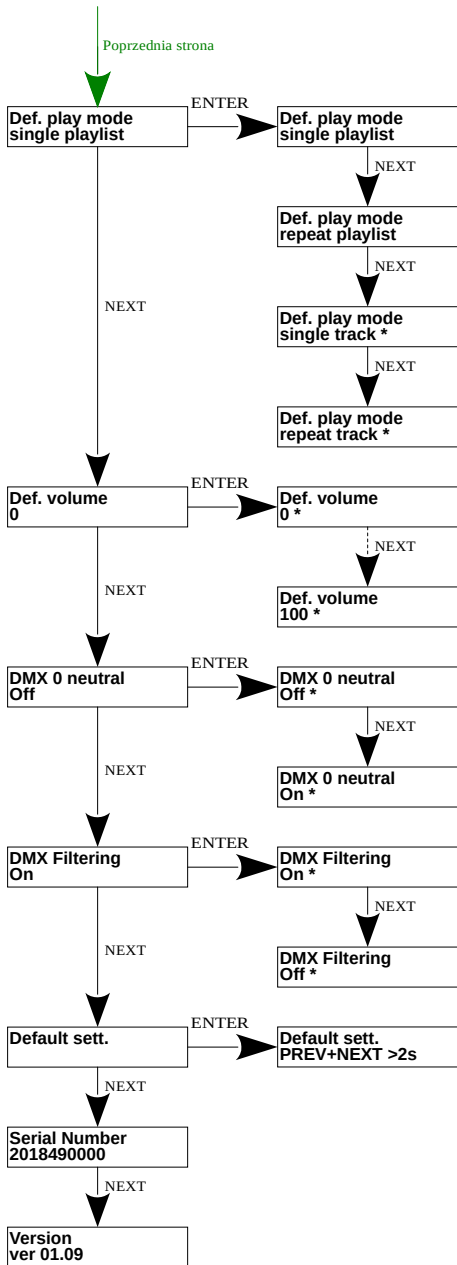 Poprzednia strona
Def. play mode
single playlist
ENTER
Def. play mode
single playlist
NEXT
Def. play mode
repeat playlist
NEXT
NEXT
Def. play mode
single track *
NEXT
Def. play mode
repeat track *
Def. volume
0
ENTER
Def. volume
0 *
NEXT
NEXT
Def. volume
100 *
DMX 0 neutral
Off
ENTER
DMX 0 neutral
Off *
NEXT
NEXT
DMX 0 neutral
On *
DMX Filtering
On
ENTER
DMX Filtering
On *
NEXT
NEXT
DMX Filtering
Off *
Default sett.
ENTER
Default sett.
PREV+NEXT >2s
NEXT
Serial Number
2018490000
NEXT
Version
ver 01.09